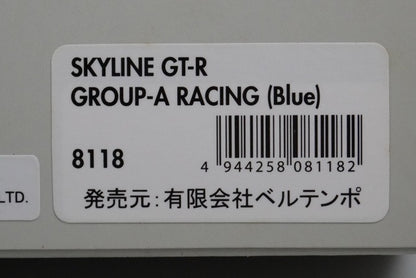 SKYLINE GT-R
GROUP-A RACING (Blue)
8118
4 944258 081182
発売元：有限会社ベルテンポ
LTD.